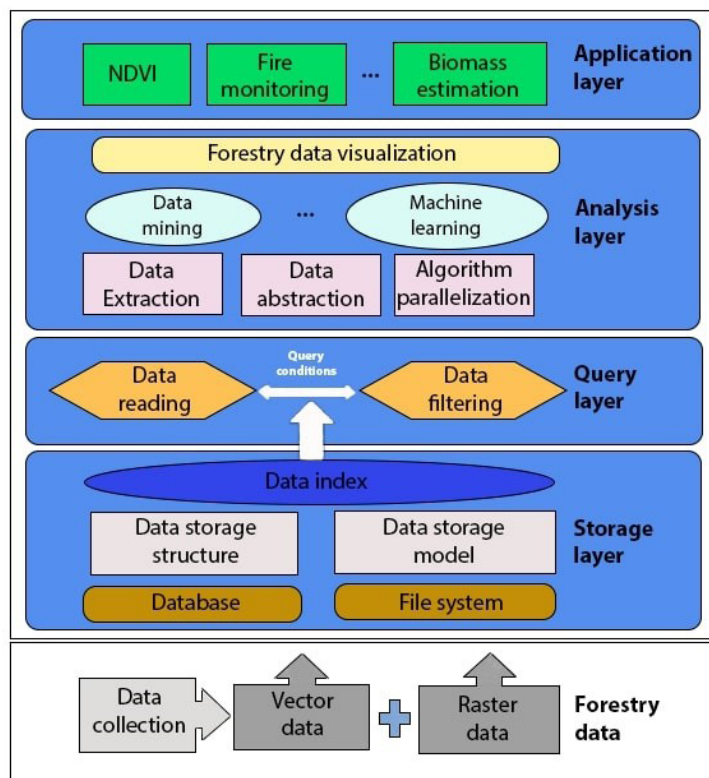 NDVI
Fire
monitoring
...
Biomass
estimation
Application
layer
Forestry data visualization
Data
mining
...
Machine
learning
Analysis
layer
Data
Extraction
Data
abstraction
Algorithm
parallelization
Data
reading
Query
conditions
Data
filtering
Query
layer
Data index
Data storage
structure
Data storage
model
Storage
layer
Database
File system
Data
collection
Vector
data
Raster
data
Forestry
data